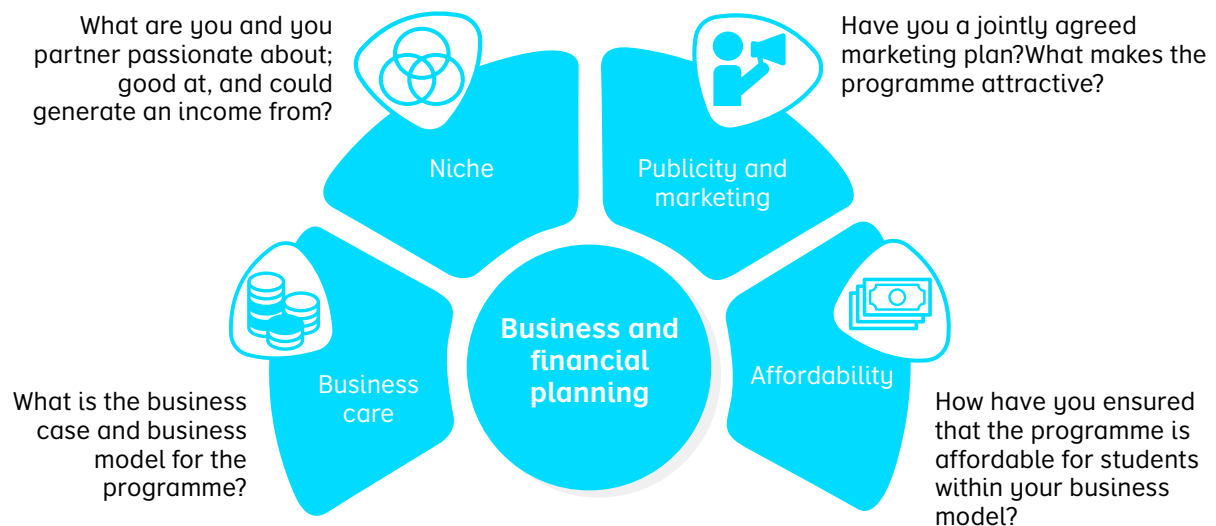 What are you and you
partner passionate about;
good at, and could
generate an income from?
Have you a jointly agreed
marketing plan?What makes the
programme attractive?
Niche
Publicity and
marketing
Business and
financial
planning
Business
care
Affordability
What is the business
case and business
model for the
programme?
How have you ensured
that the programme is
affordable for students
within your business
model?